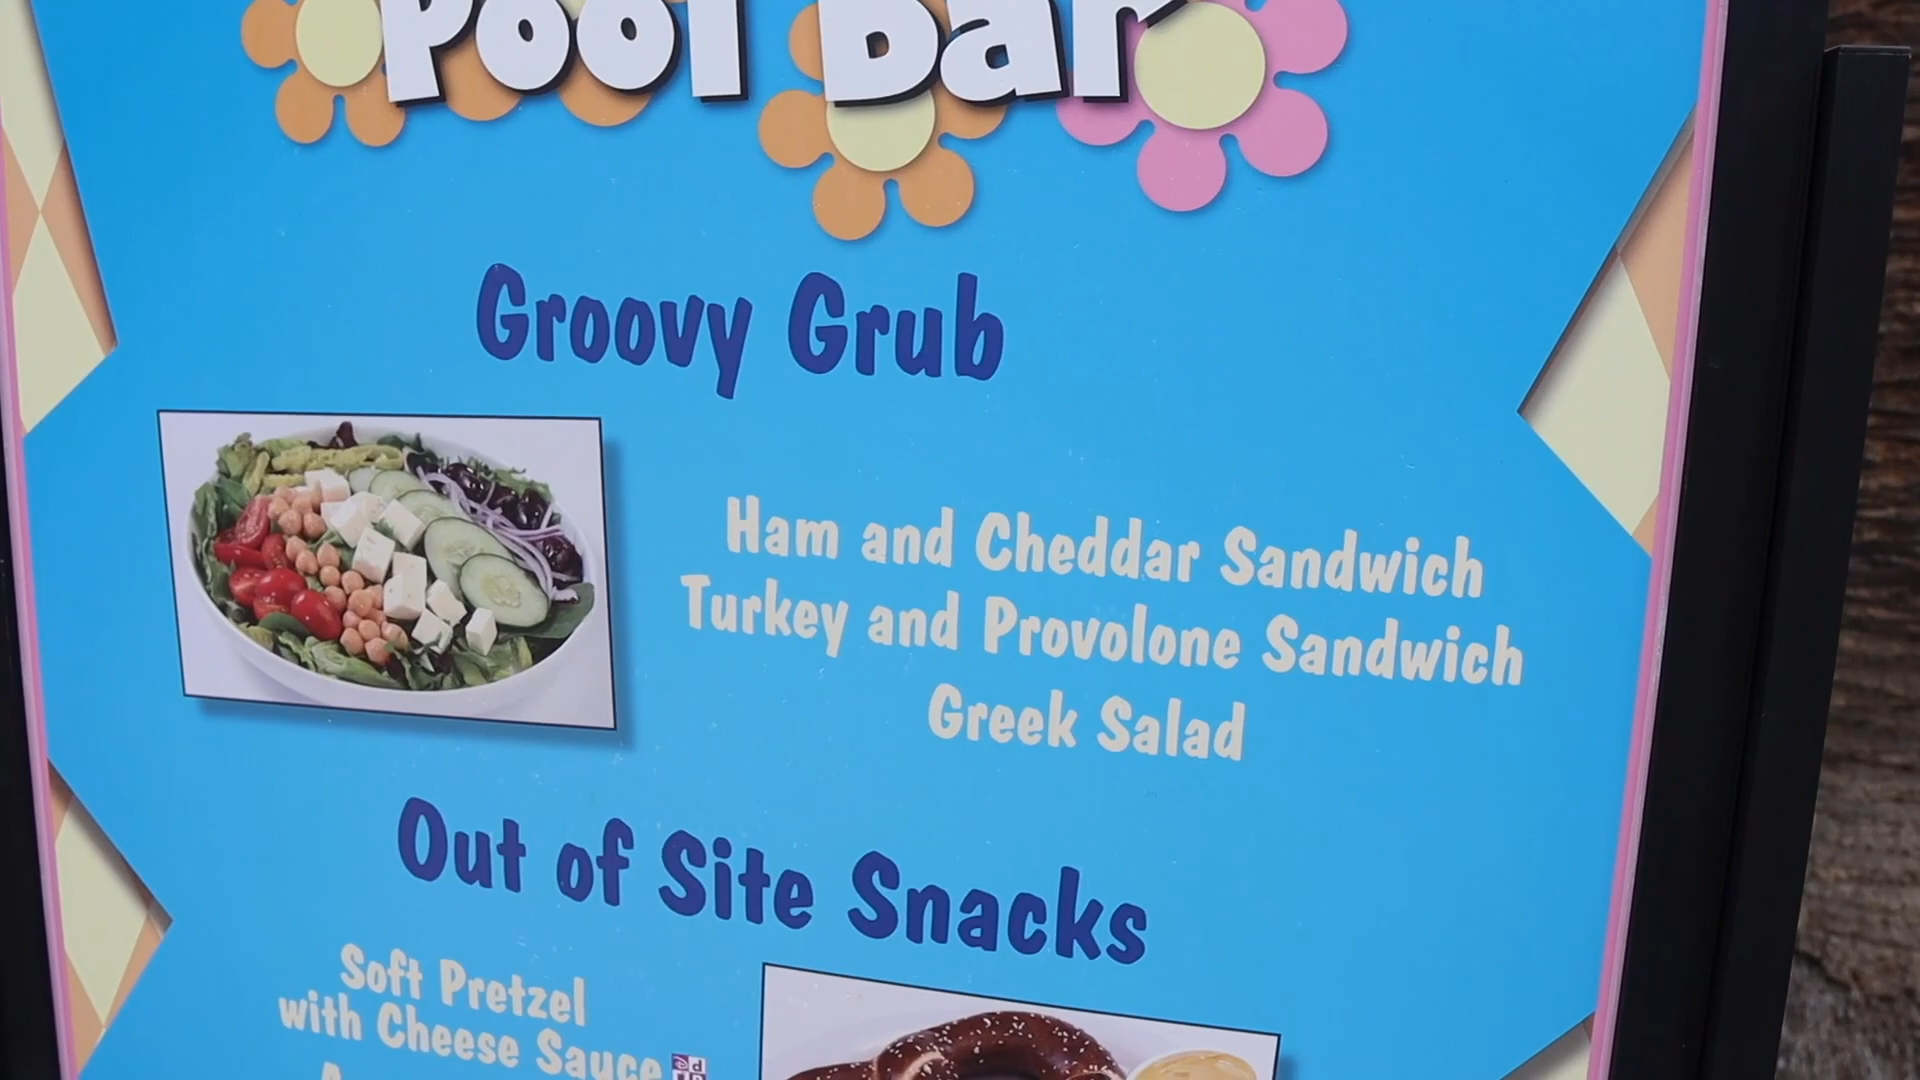 Pool Bar
Groovy Grub
Ham and Cheddar Sandwich
Turkey and Provolone Sandwich
Greek Salad
Out of Site Snacks
Soft Pretzel
with Cheese Sauce